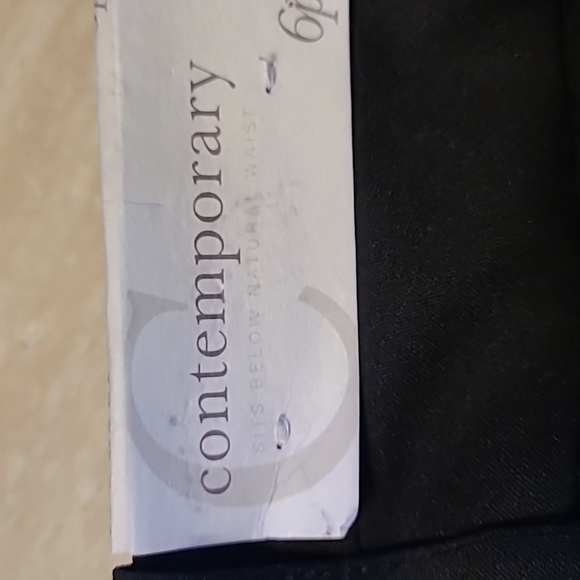 contemporary
SITS BELOW NATURAL WAIST
6p
C